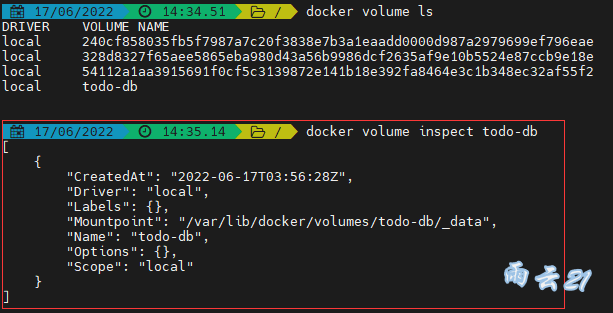 17/06/2022 14:34.51 / docker volume ls
DRIVER VOLUME NAME
local 240cf858035fb5f7987a7c20f3838e7b3a1eaadd0000d987a2979699ef796eae
local 328d8327f65aee5865eba980d43a56b9986dcf2635af9e10b5524e87ccb9e18e
local 54112a1aa3915691f0cf5c3139872e141b18e392fa8464e3c1b348ec32af55f2
local todo-db
17/06/2022 14:35.14 / docker volume inspect todo-db
[
{
"CreatedAt": "2022-06-17T03:56:28Z",
"Driver": "local",
"Labels": {},
"Mountpoint": "/var/lib/docker/volumes/todo-db/_data",
"Name": "todo-db",
"Options": {},
"Scope": "local"
}
]
雨云21